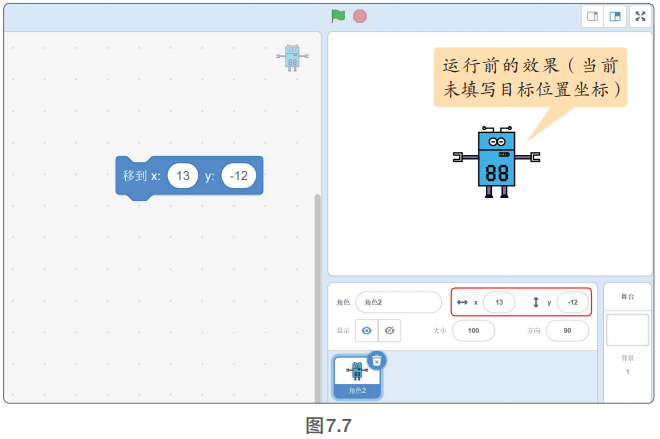 运行前的效果（当前
未填写目标位置坐标）
88
移到 x: 13 y: -12
角色 角色2 x 13 y -12
显示 大小 100 方向 90
角色2
舞台
背景
1
图7.7